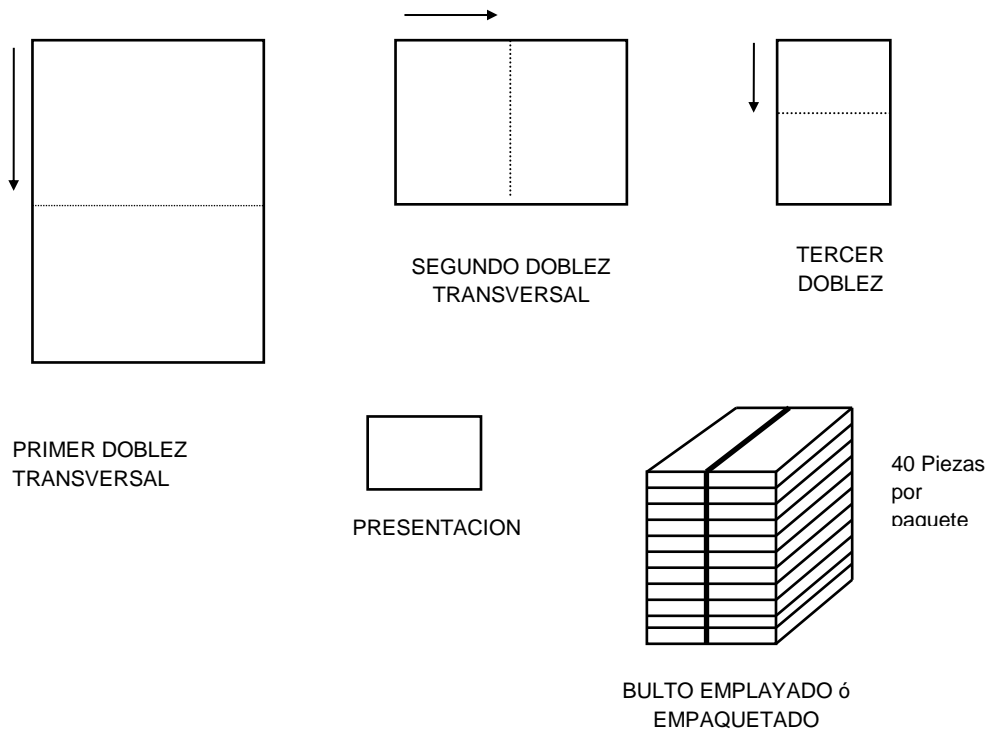 SEGUNDO DOBLEZ
TRANSVERSAL
TERCER
DOBLEZ
PRIMER DOBLEZ
TRANSVERSAL
PRESENTACION
40 Piezas
por
paquete
BULTO EMPLAYADO ó
EMPAQUETADO